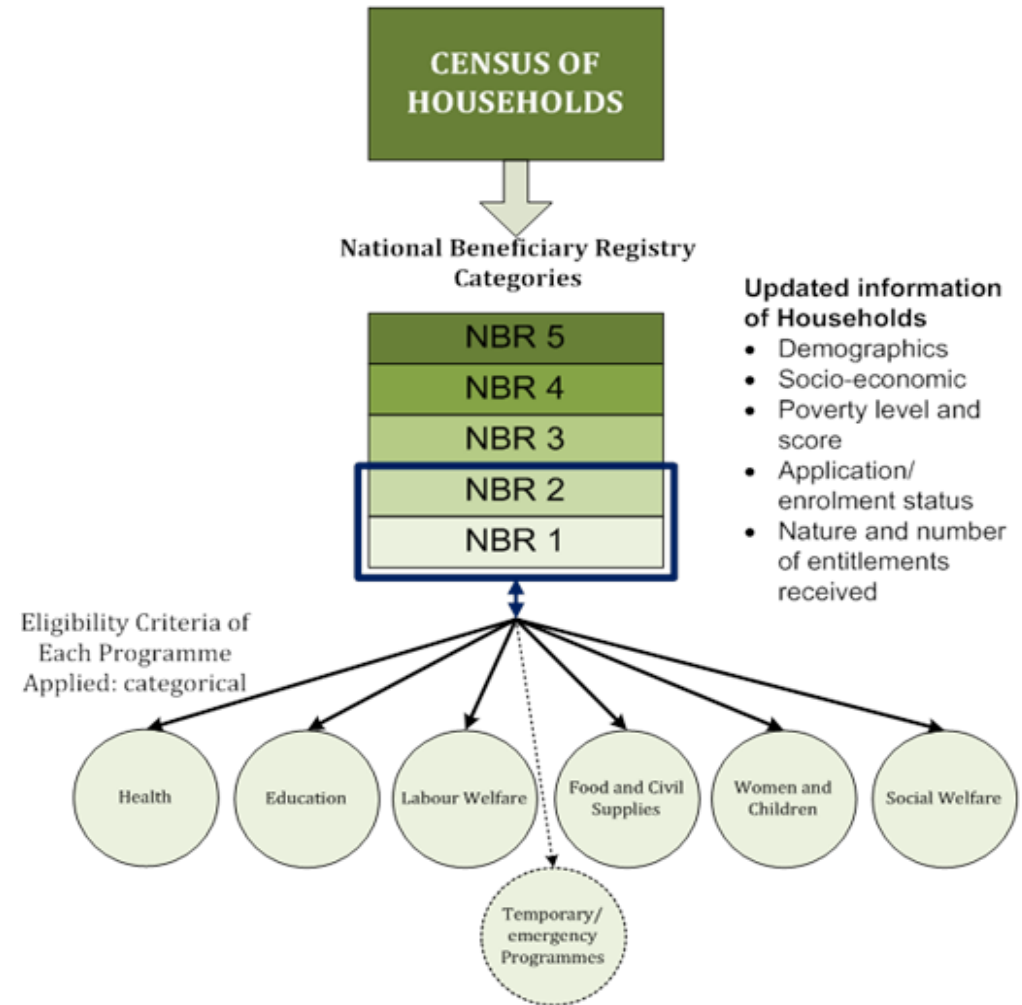 CENSUS OF
HOUSEHOLDS
National Beneficiary Registry
Categories
NBR 5
NBR 4
NBR 3
NBR 2
NBR 1
Updated information
of Households
• Demographics
• Socio-economic
• Poverty level and
score
• Application/
enrolment status
• Nature and number
of entitlements
received
Eligibility Criteria of
Each Programme
Applied: categorical
Health
Education
Labour Welfare
Food and Civil
Supplies
Women and
Children
Social Welfare
Temporary/
emergency
Programmes